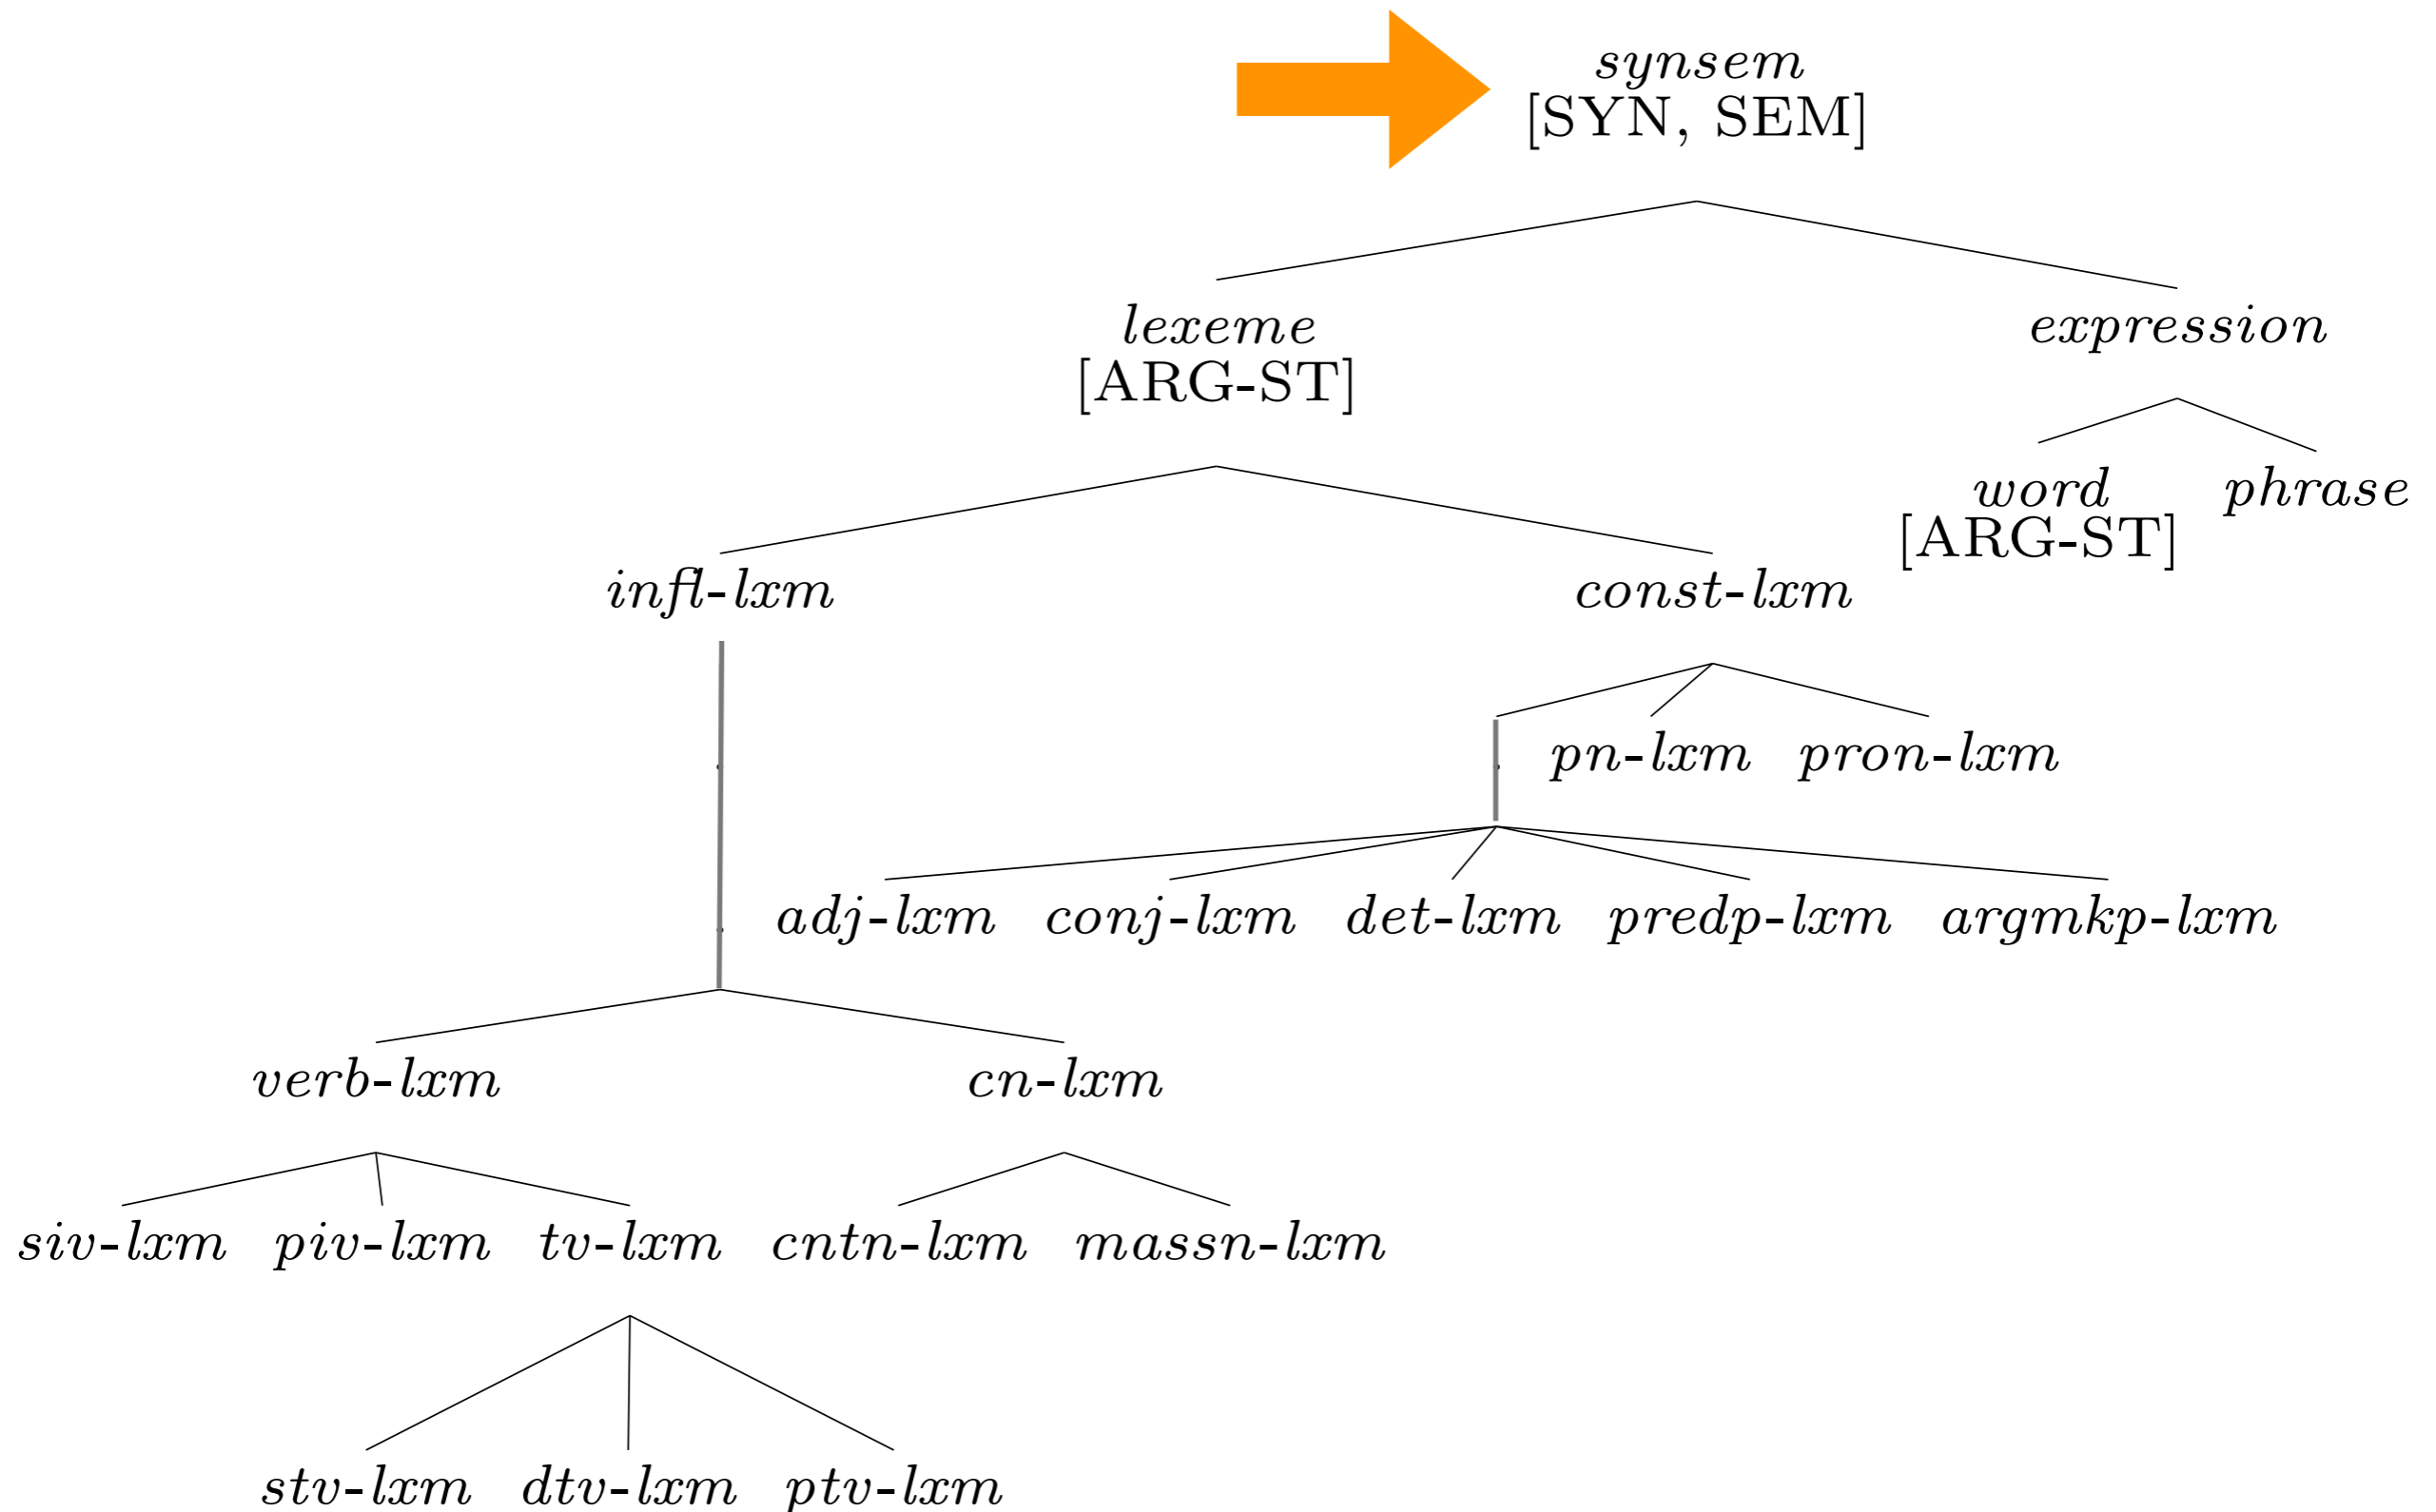 synsem
[SYN, SEM]
lexeme
[ARG-ST]
expression
word
[ARG-ST]
phrase
infl-lxm
const-lxm
pn-lxm pron-lxm
adj-lxm conj-lxm det-lxm predp-lxm argmkp-lxm
verb-lxm cn-lxm
siv-lxm piv-lxm tv-lxm cntn-lxm massn-lxm
stv-lxm dtv-lxm ptv-lxm